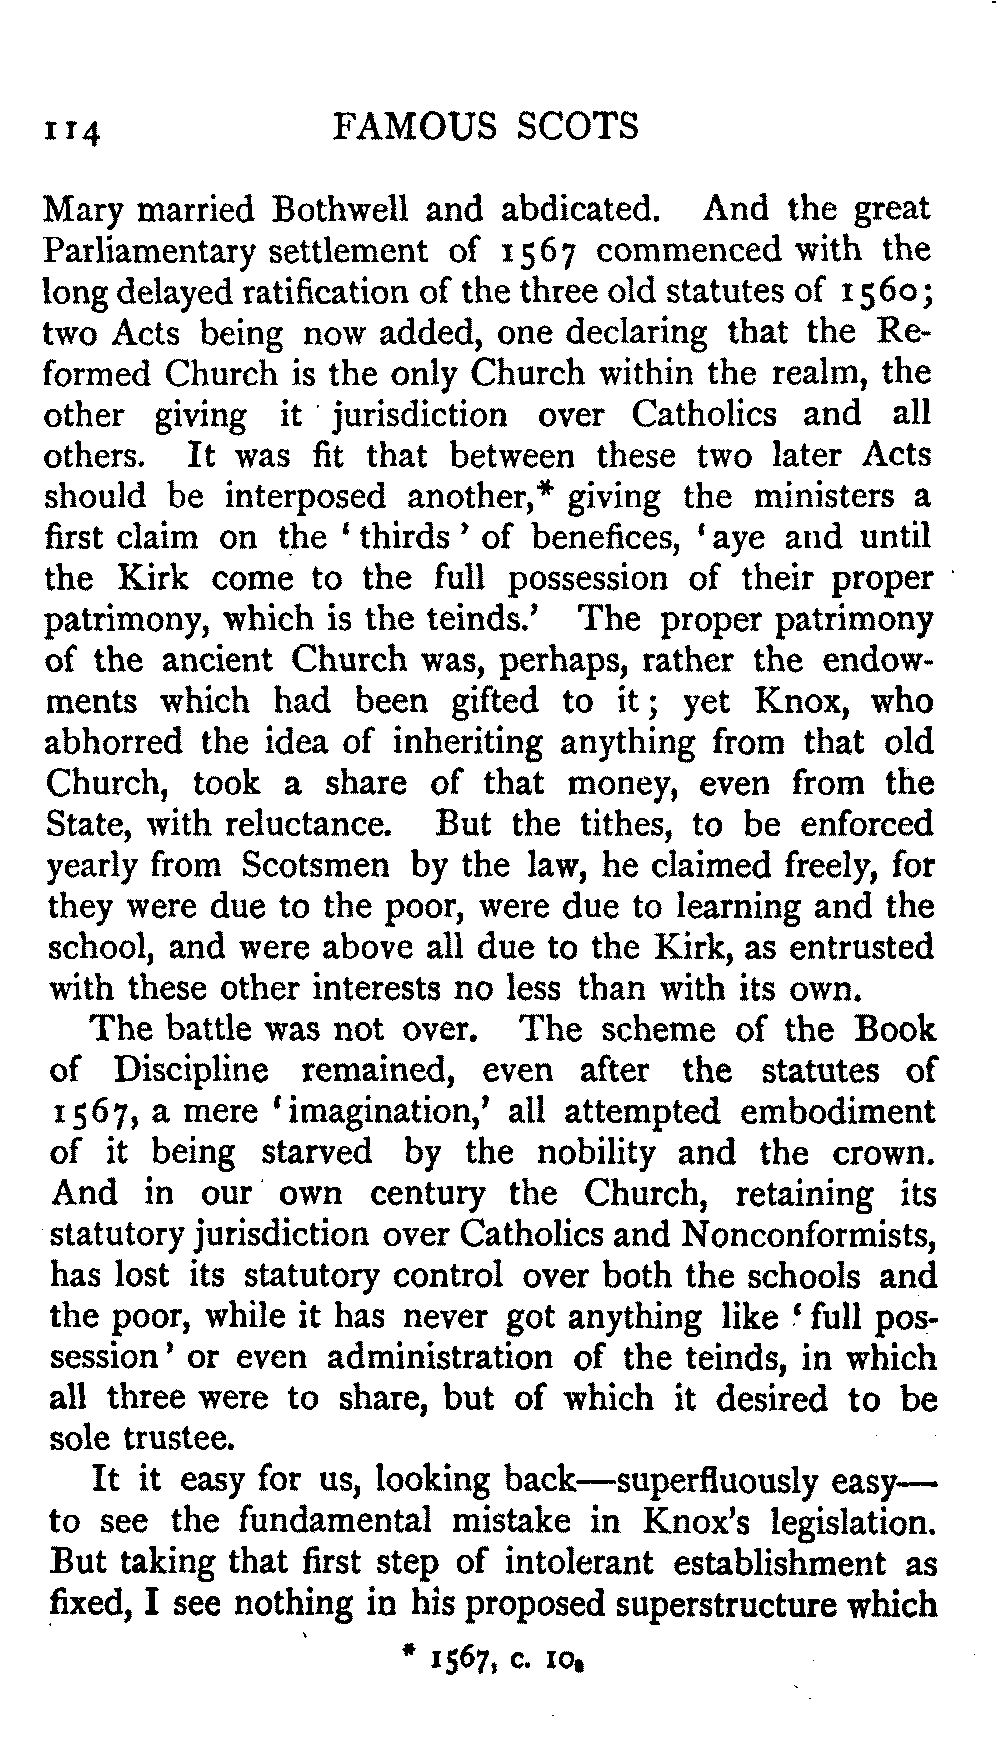 114 FAMOUS SCOTS
Mary married Bothwell and abdicated. And the great
Parliamentary settlement of 1567 commenced with the
long delayed ratification of the three old statutes of 1560;
two Acts being now added, one declaring that the Re-
formed Church is the only Church within the realm, the
other giving it jurisdiction over Catholics and all
others. It was fit that between these two later Acts
should be interposed another,* giving the ministers a
first claim on the ‘thirds’ of benefices, ‘aye and until
the Kirk come to the full possession of their proper
patrimony, which is the teinds.’ The proper patrimony
of the ancient Church was, perhaps, rather the endow-
ments which had been gifted to it; yet Knox, who
abhorred the idea of inheriting anything from that old
Church, took a share of that money, even from the
State, with reluctance. But the tithes, to be enforced
yearly from Scotsmen by the law, he claimed freely, for
they were due to the poor, were due to learning and the
school, and were above all due to the Kirk, as entrusted
with these other interests no less than with its own.
The battle was not over. The scheme of the Book
of Discipline remained, even after the statutes of
1567, a mere ‘imagination,’ all attempted embodiment
of it being starved by the nobility and the crown.
And in our own century the Church, retaining its
statutory jurisdiction over Catholics and Nonconformists,
has lost its statutory control over both the schools and
the poor, while it has never got anything like ‘full pos-
session’ or even administration of the teinds, in which
all three were to share, but of which it desired to be
sole trustee.
It it easy for us, looking back—superfluously easy—
to see the fundamental mistake in Knox's legislation.
But taking that first step of intolerant establishment as
fixed, I see nothing in his proposed superstructure which
* 1567, c. 10.